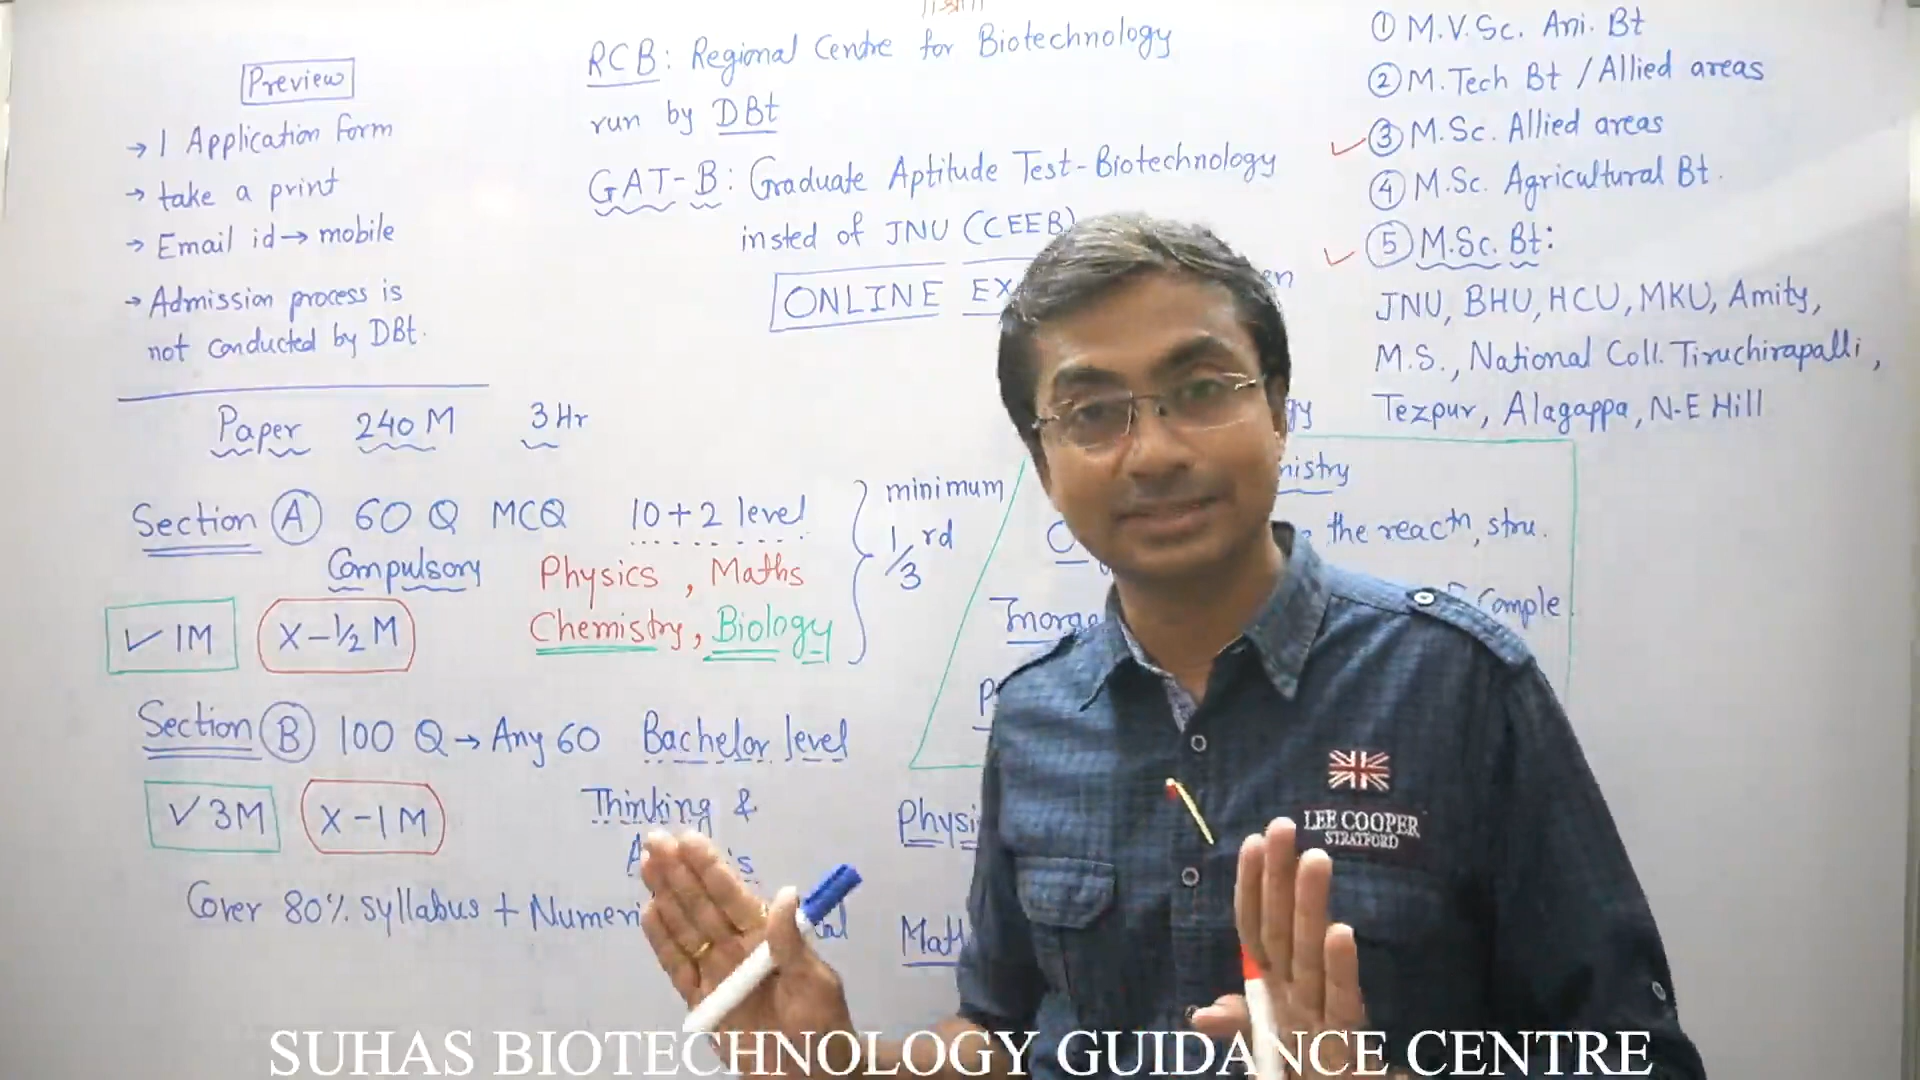 Preview
→ 1 Application form
→ take a print
→ Email id → mobile
→ Admission process is
not conducted by DBt.
RCB: Regional Centre for Biotechnology
run by DBt
GAT-B: Graduate Aptitude Test-Biotechnology
insted of JNU (CEEB)
ONLINE
① M.V.Sc. Ani. Bt
② M.Tech Bt / Allied areas
✓ ③ M.Sc. Allied areas
④ M.Sc. Agricultural Bt.
✓ ⑤ M.Sc. Bt:
JNU, BHU, HCU, MKU, Amity,
M.S., National Coll. Tiruchirapalli,
Tezpur, Alagappa, N-E Hill
Paper 240 M 3 Hr
Section Ⓐ 60 Q MCQ 10+2 level
Compulsory Physics, Maths
✓ 1M X -1/2 M Chemistry, Biology
minimum
1/3 rd
Section Ⓑ 100 Q → Any 60 Bachelor level
✓ 3M X -1 M Thinking &
Cover 80% syllabus + Numeri
the reactn, stru.
LEE COOPER
STRATFORD
SUHAS BIOTECHNOLOGY GUIDANCE CENTRE